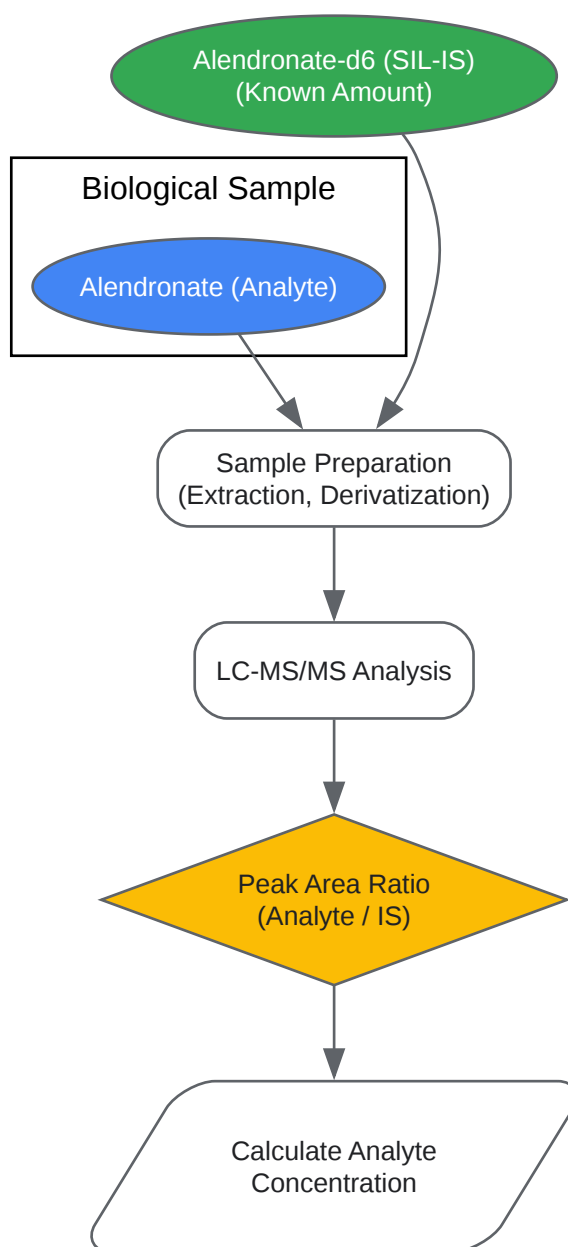 Alendronate-d6 (SIL-IS)
(Known Amount)
Biological Sample
Alendronate (Analyte)
Sample Preparation
(Extraction, Derivatization)
LC-MS/MS Analysis
Peak Area Ratio
(Analyte / IS)
Calculate Analyte
Concentration